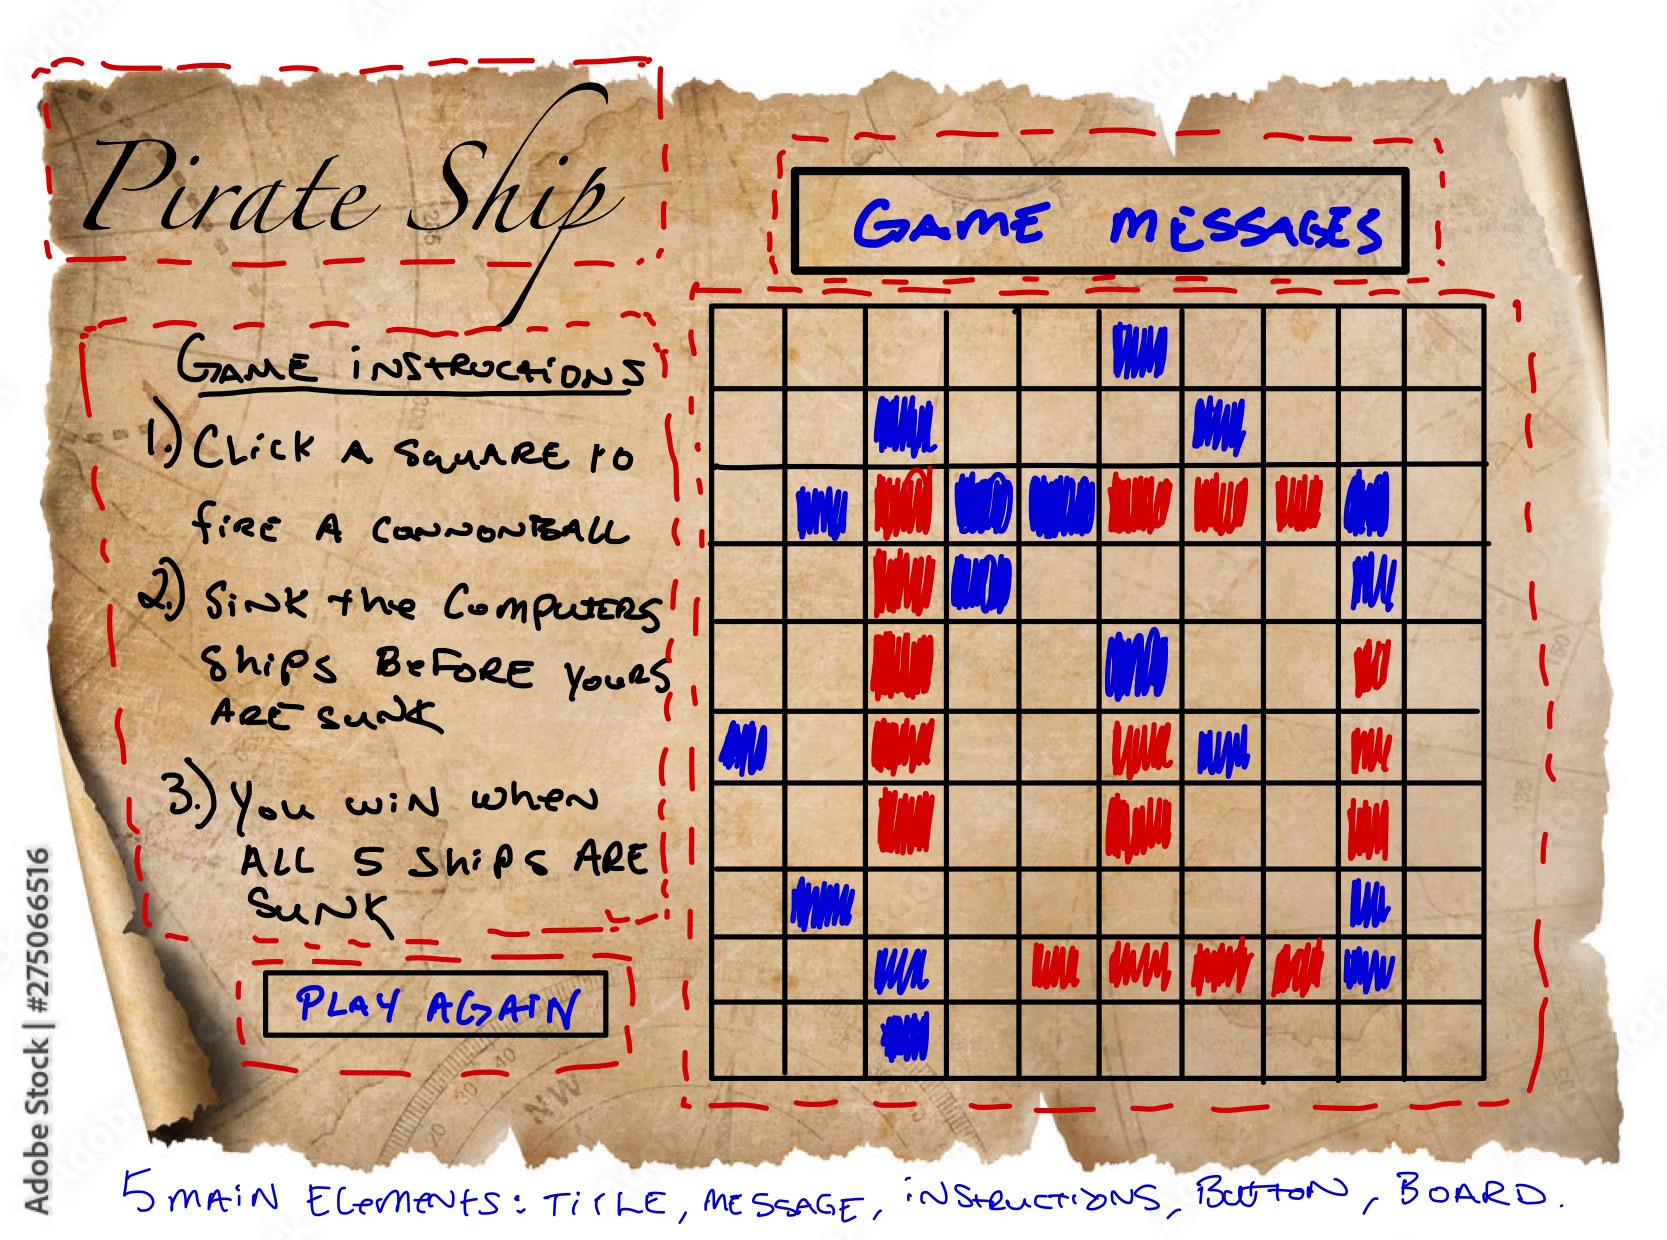 Pirate Ship
GAME MESSAGES
GAME INSTRUCTIONS
1.) CLICK A SQUARE TO
FIRE A CONNONBALL
2.) SINK the COMPUTERS
SHIPS BEFORE YOURS
ARE SUNK
3.) YOU WIN WHEN
ALL 5 SHIPS ARE
SUNK
PLAY AGAIN
NW
5 MAIN ELEMENTS: TITLE, MESSAGE, INSTRUCTIONS, BUTTON, BOARD.
Adobe Stock | #275066516